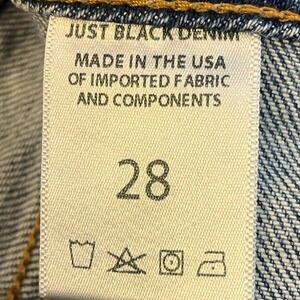 JUST BLACK DENIM
MADE IN THE USA
OF IMPORTED FABRIC
AND COMPONENTS
28